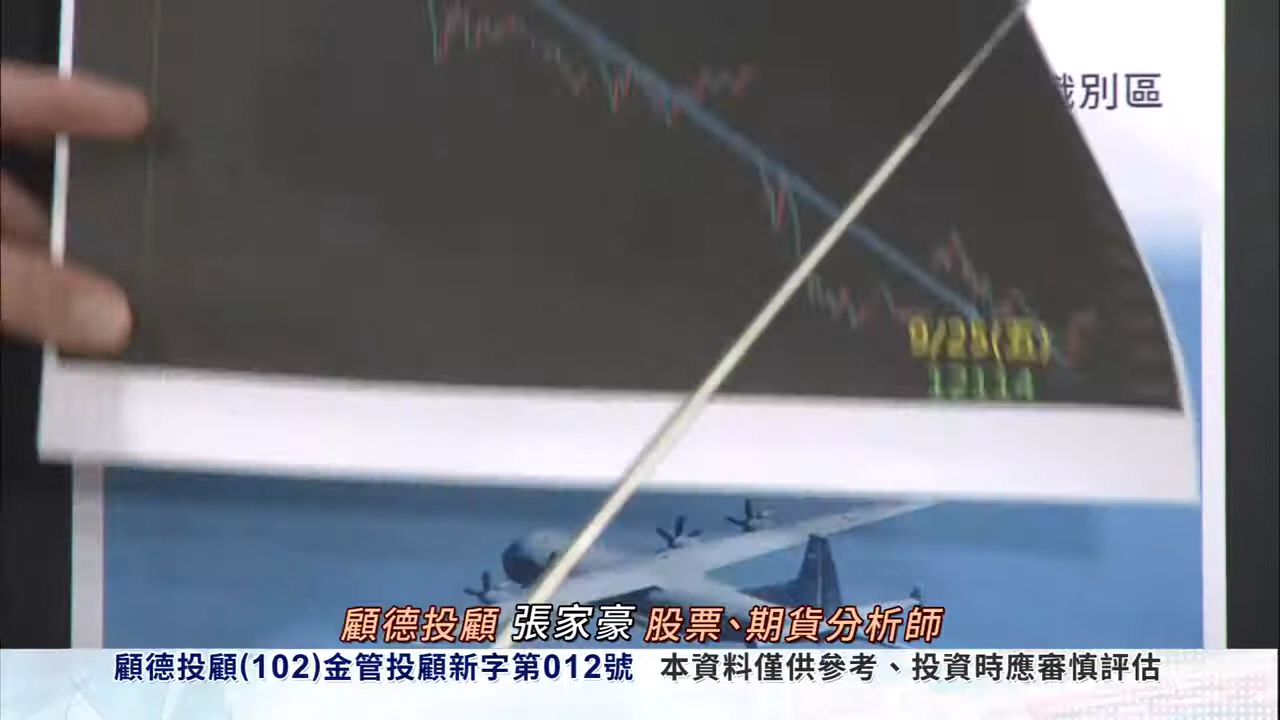 別區
9/25(五)
12114
顧德投顧 張家豪 股票、期貨分析師
顧德投顧(102)金管投顧新字第012號 本資料僅供參考、投資時應審慎評估